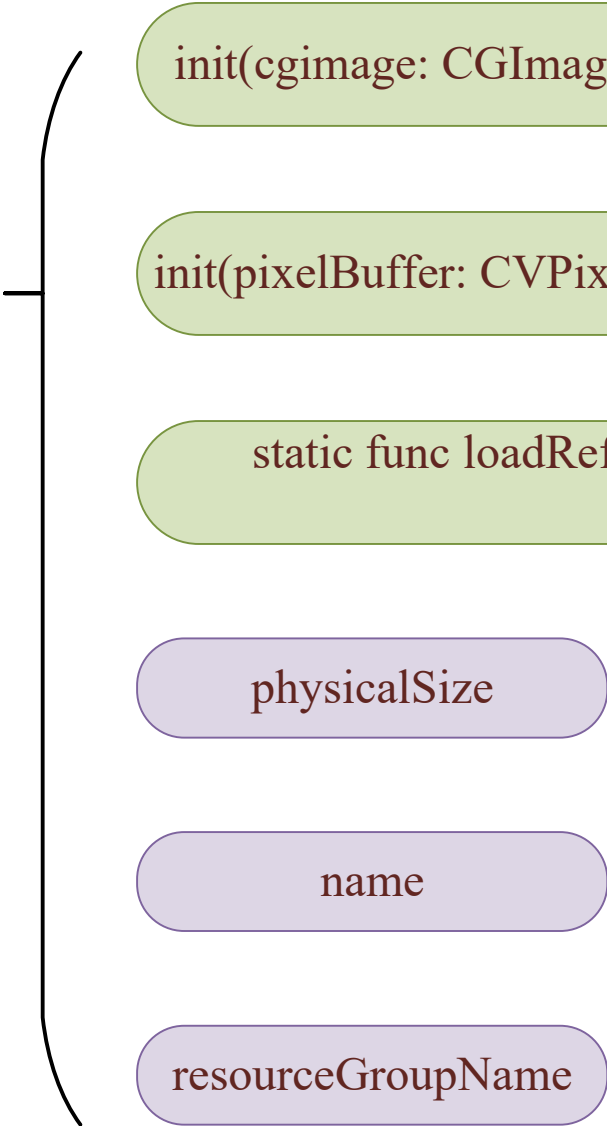 init(cgimage: CGImag
init(pixelBuffer: CVPix
static func loadRef
physicalSize
name
resourceGroupName